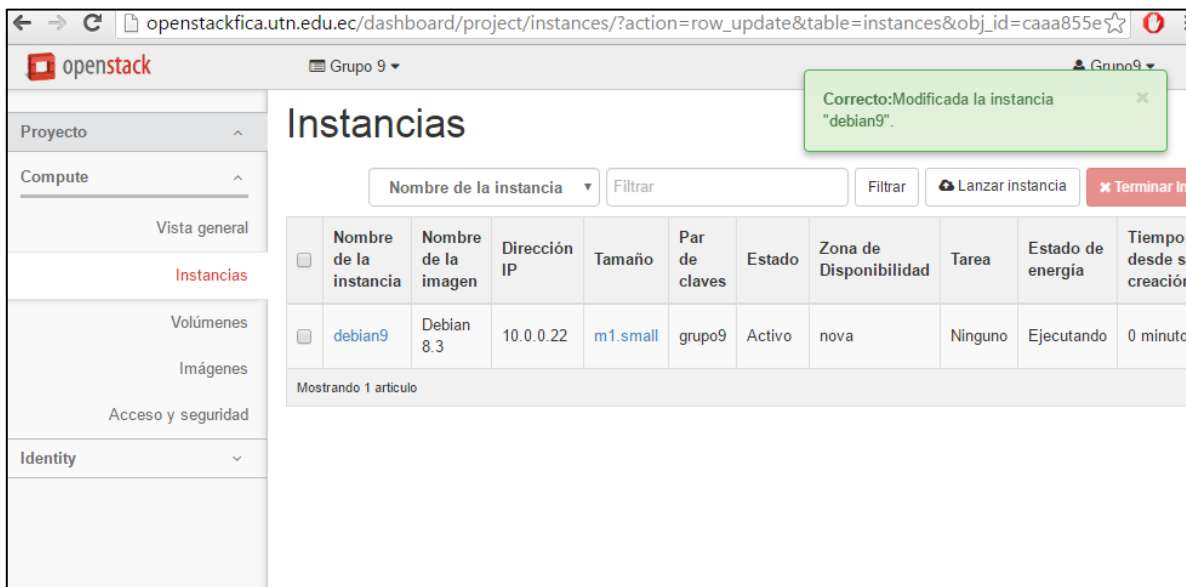 openstackfica.utn.edu.ec/dashboard/project/instances/?action=row_update&table=instances&obj_id=caaa855e
openstack
Grupo 9
Grupo9
Correcto:Modificada la instancia
"debian9".
×
Proyecto
Compute
Vista general
Instancias
Volúmenes
Imágenes
Acceso y seguridad
Identity
Instancias
Nombre de la instancia
Filtrar
Filtrar
Lanzar instancia
Terminar In
Nombre de la instancia
Nombre de la imagen
Dirección IP
Tamaño
Par de claves
Estado
Zona de Disponibilidad
Tarea
Estado de energía
Tiempo desde s creación
debian9
Debian 8.3
10.0.0.22
m1.small
grupo9
Activo
nova
Ninguno
Ejecutando
0 minuto
Mostrando 1 articulo